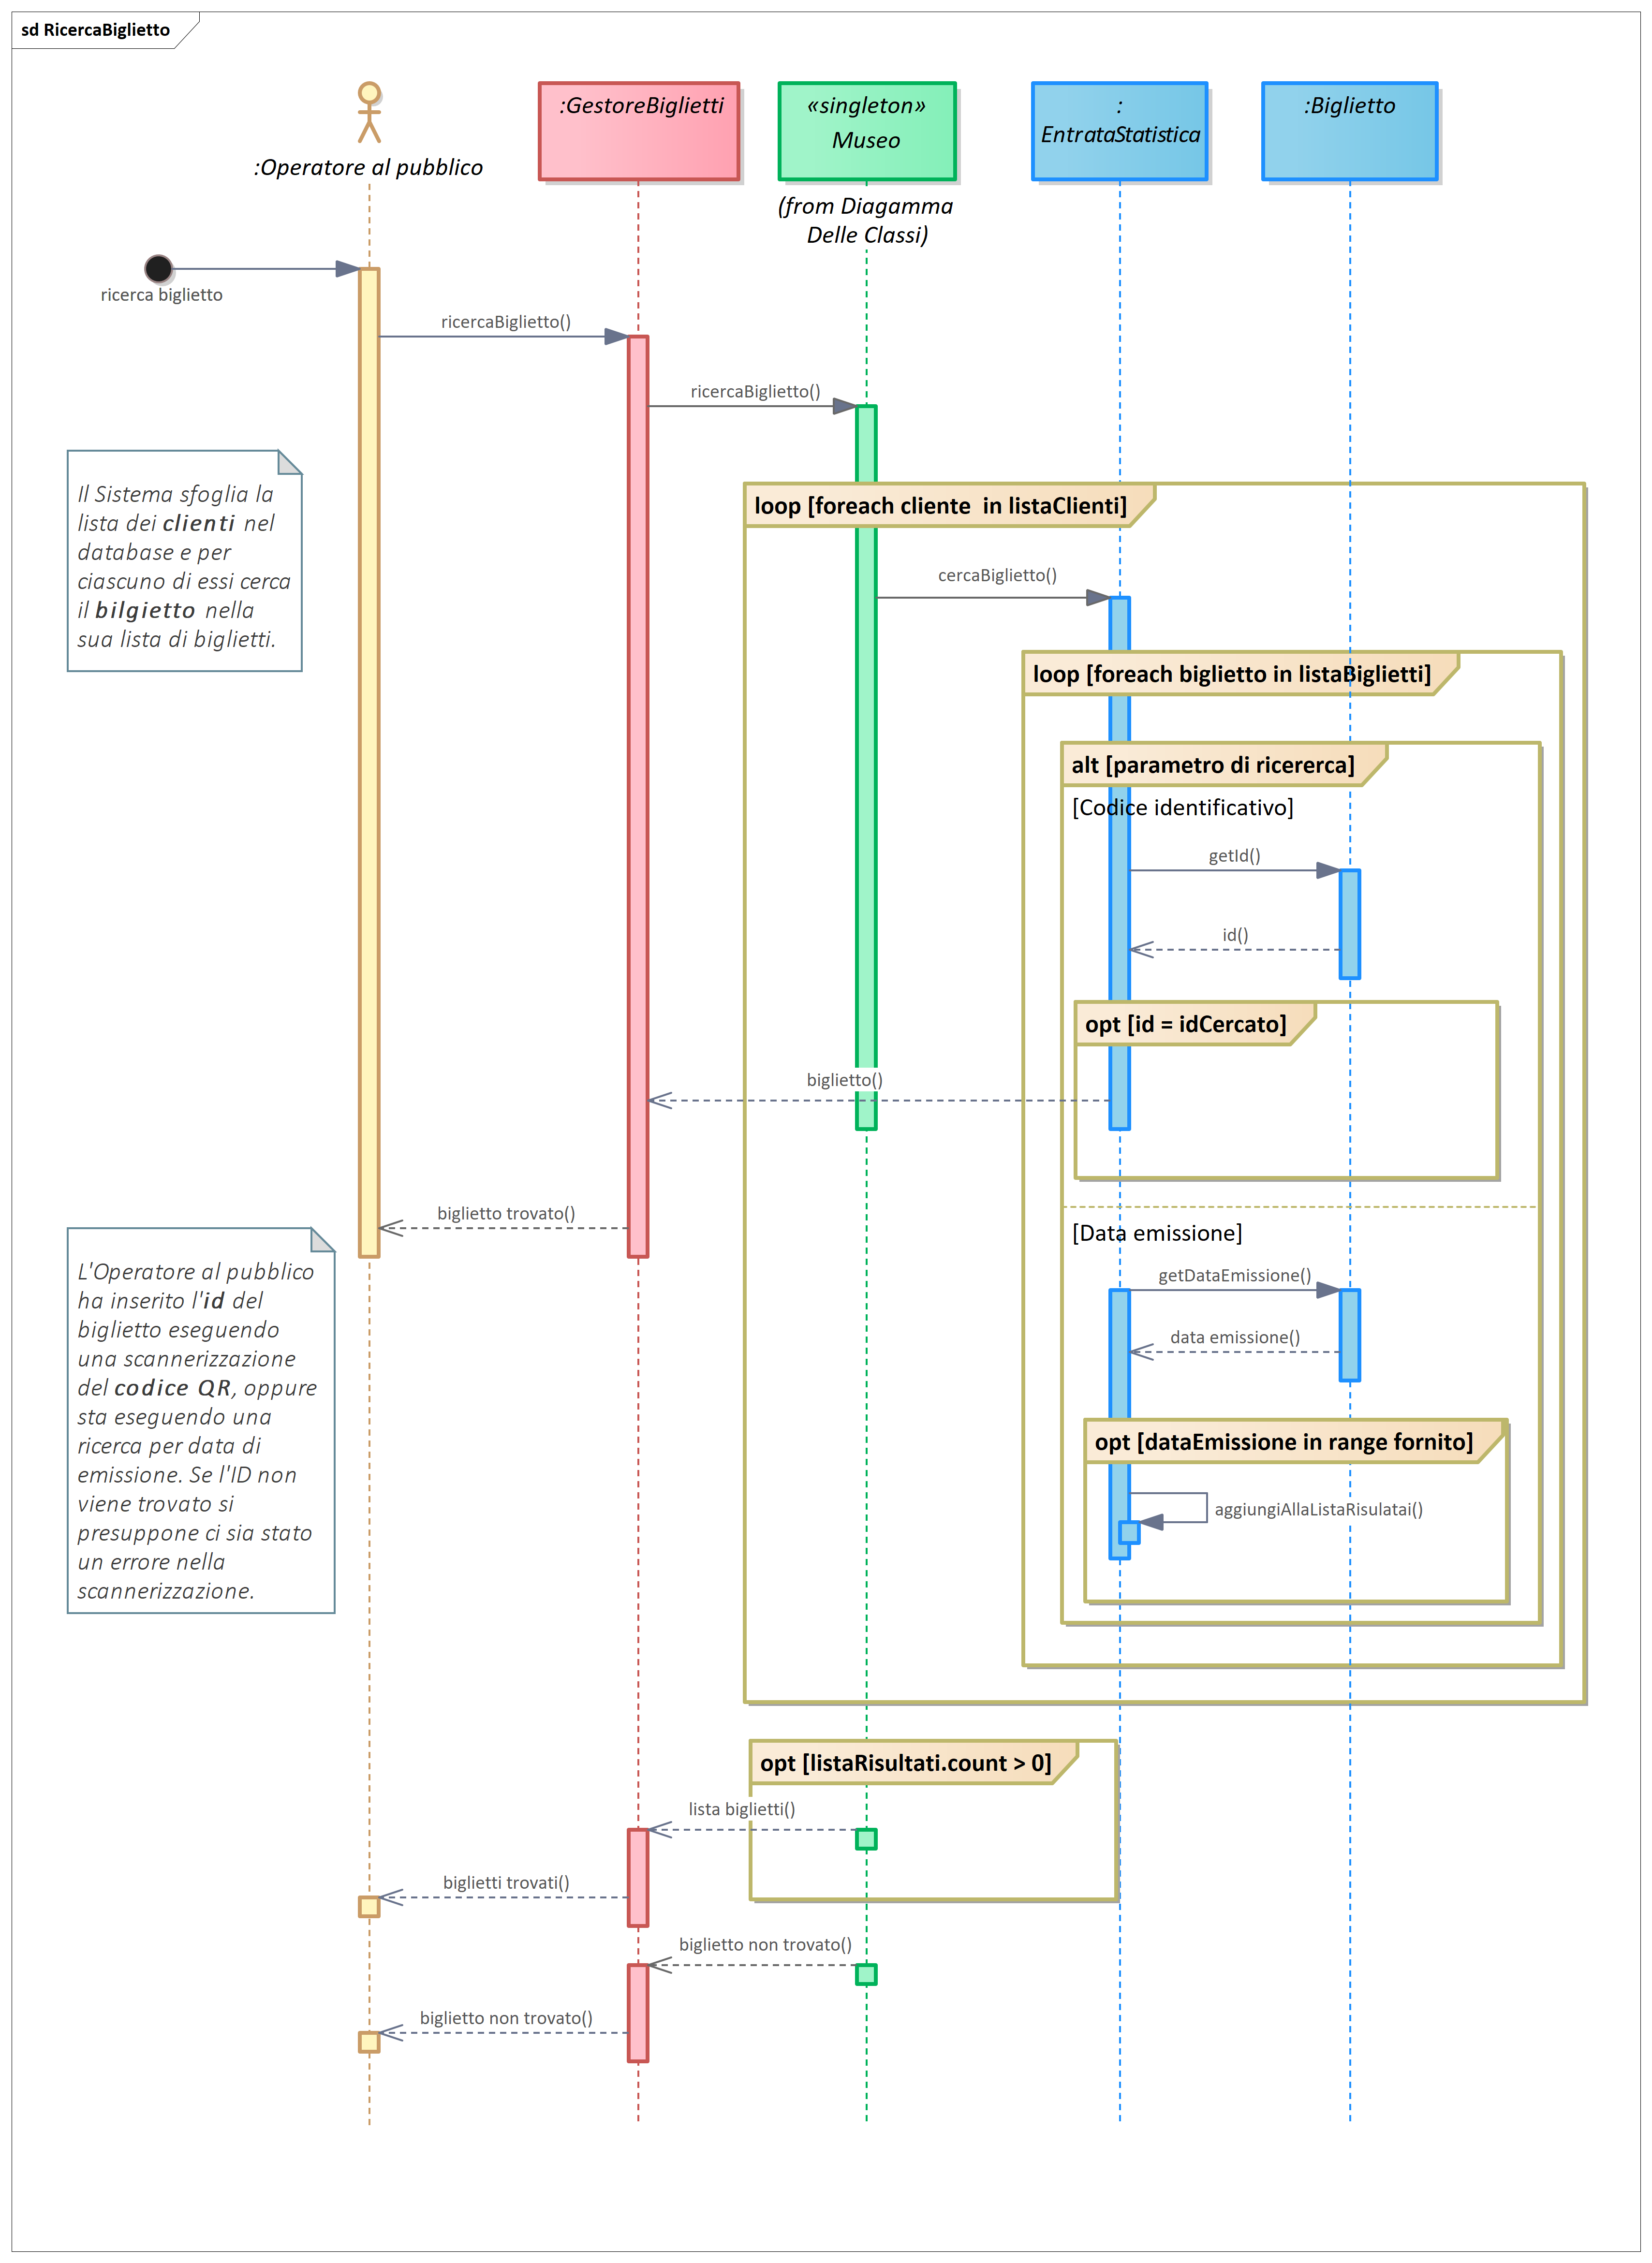 sd RicercaBiglietto
:Operatore al pubblico
:GestoreBiglietti
«singleton»
Museo
(from Diagamma
Delle Classi)
:
EntrataStatistica
:Biglietto
ricerca biglietto
ricercaBiglietto()
ricercaBiglietto()
Il Sistema sfoglia la
lista dei clienti nel
database e per
ciascuno di essi cerca
il bilgietto nella
sua lista di biglietti.
loop [foreach cliente  in listaClienti]
cercaBiglietto()
loop [foreach biglietto in listaBiglietti]
alt [parametro di ricererca]
[Codice identificativo]
getId()
id()
opt [id = idCercato]
biglietto()
biglietto trovato()
L'Operatore al pubblico
ha inserito l'id del
biglietto eseguendo
una scannerizzazione
del codice QR, oppure
sta eseguendo una
ricerca per data di
emissione. Se l'ID non
viene trovato si
presuppone ci sia stato
un errore nella
scannerizzazione.
[Data emissione]
getDataEmissione()
data emissione()
opt [dataEmissione in range fornito]
aggiungiAllaListaRisulatai()
opt [listaRisultati.count > 0]
lista biglietti()
biglietti trovati()
biglietto non trovato()
biglietto non trovato()